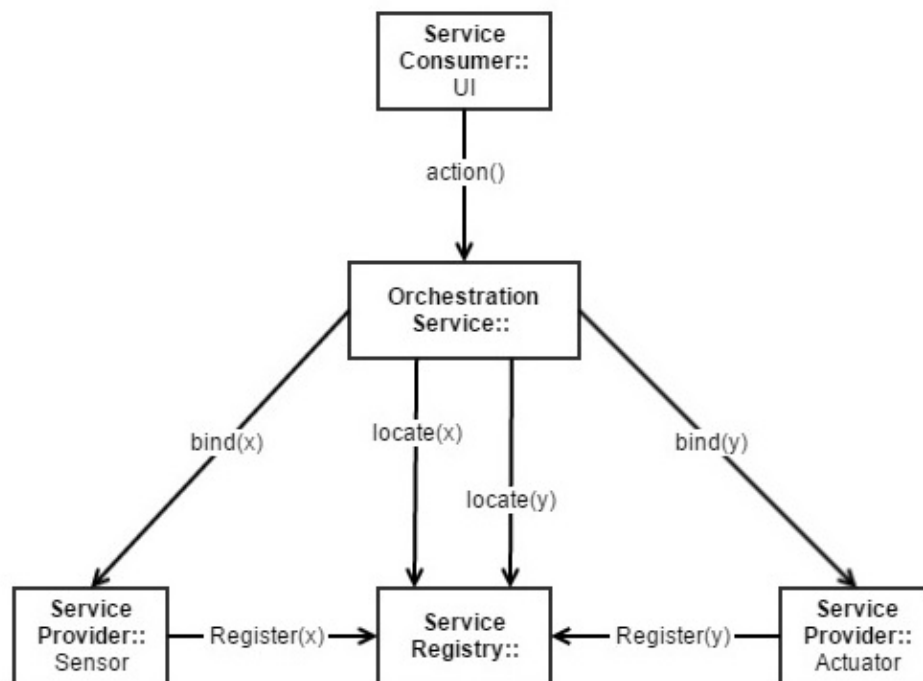 Service
Consumer::
UI
action()
Orchestration
Service::
bind(x)
locate(x)
bind(y)
locate(y)
Service
Provider::
Sensor
Register(x)
Service
Registry::
Register(y)
Service
Provider::
Actuator